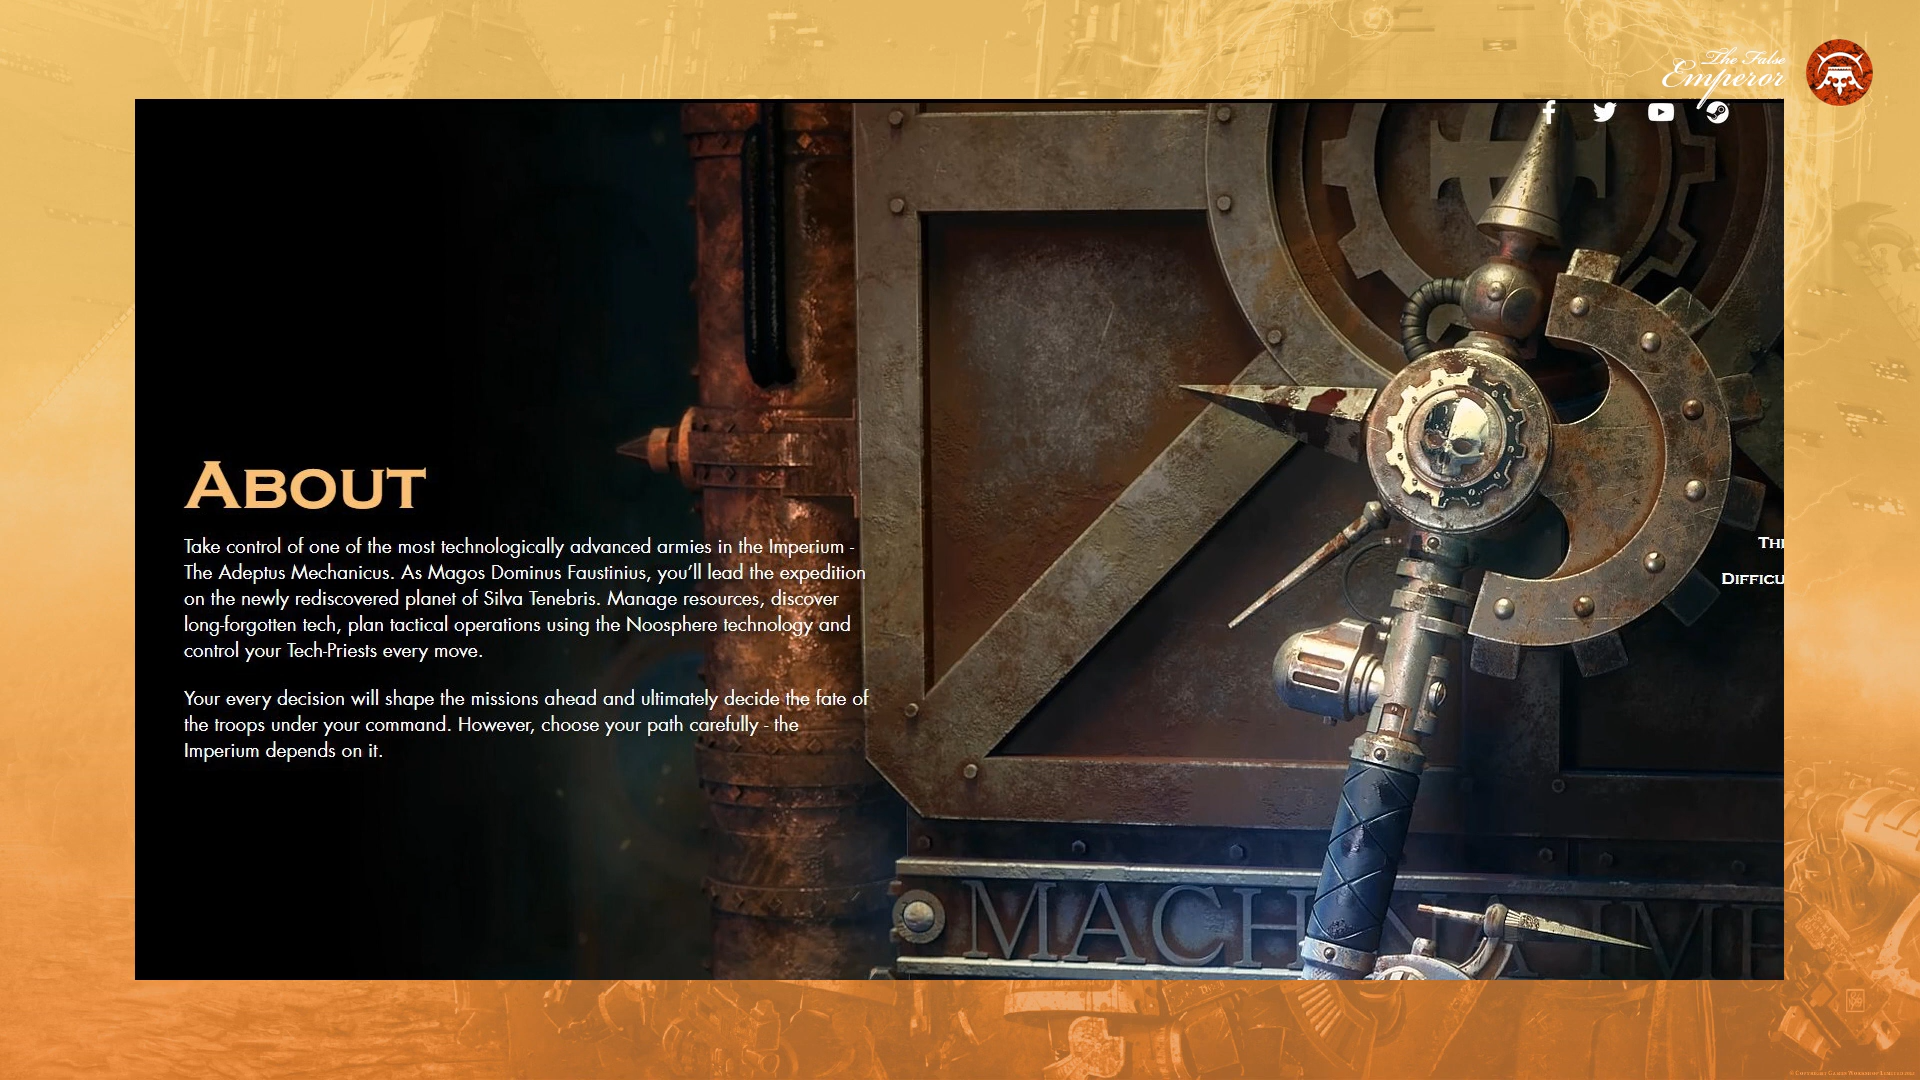 The False
Emperor
About
Take control of one of the most technologically advanced armies in the Imperium -
The Adeptus Mechanicus. As Magos Dominus Faustinius, you’ll lead the expedition
on the newly rediscovered planet of Silva Tenebris. Manage resources, discover
long-forgotten tech, plan tactical operations using the Noosphere technology and
control your Tech-Priests every move.
Your every decision will shape the missions ahead and ultimately decide the fate of
the troops under your command. However, choose your path carefully - the
Imperium depends on it.
Th
Difficu
MACH
A IMP